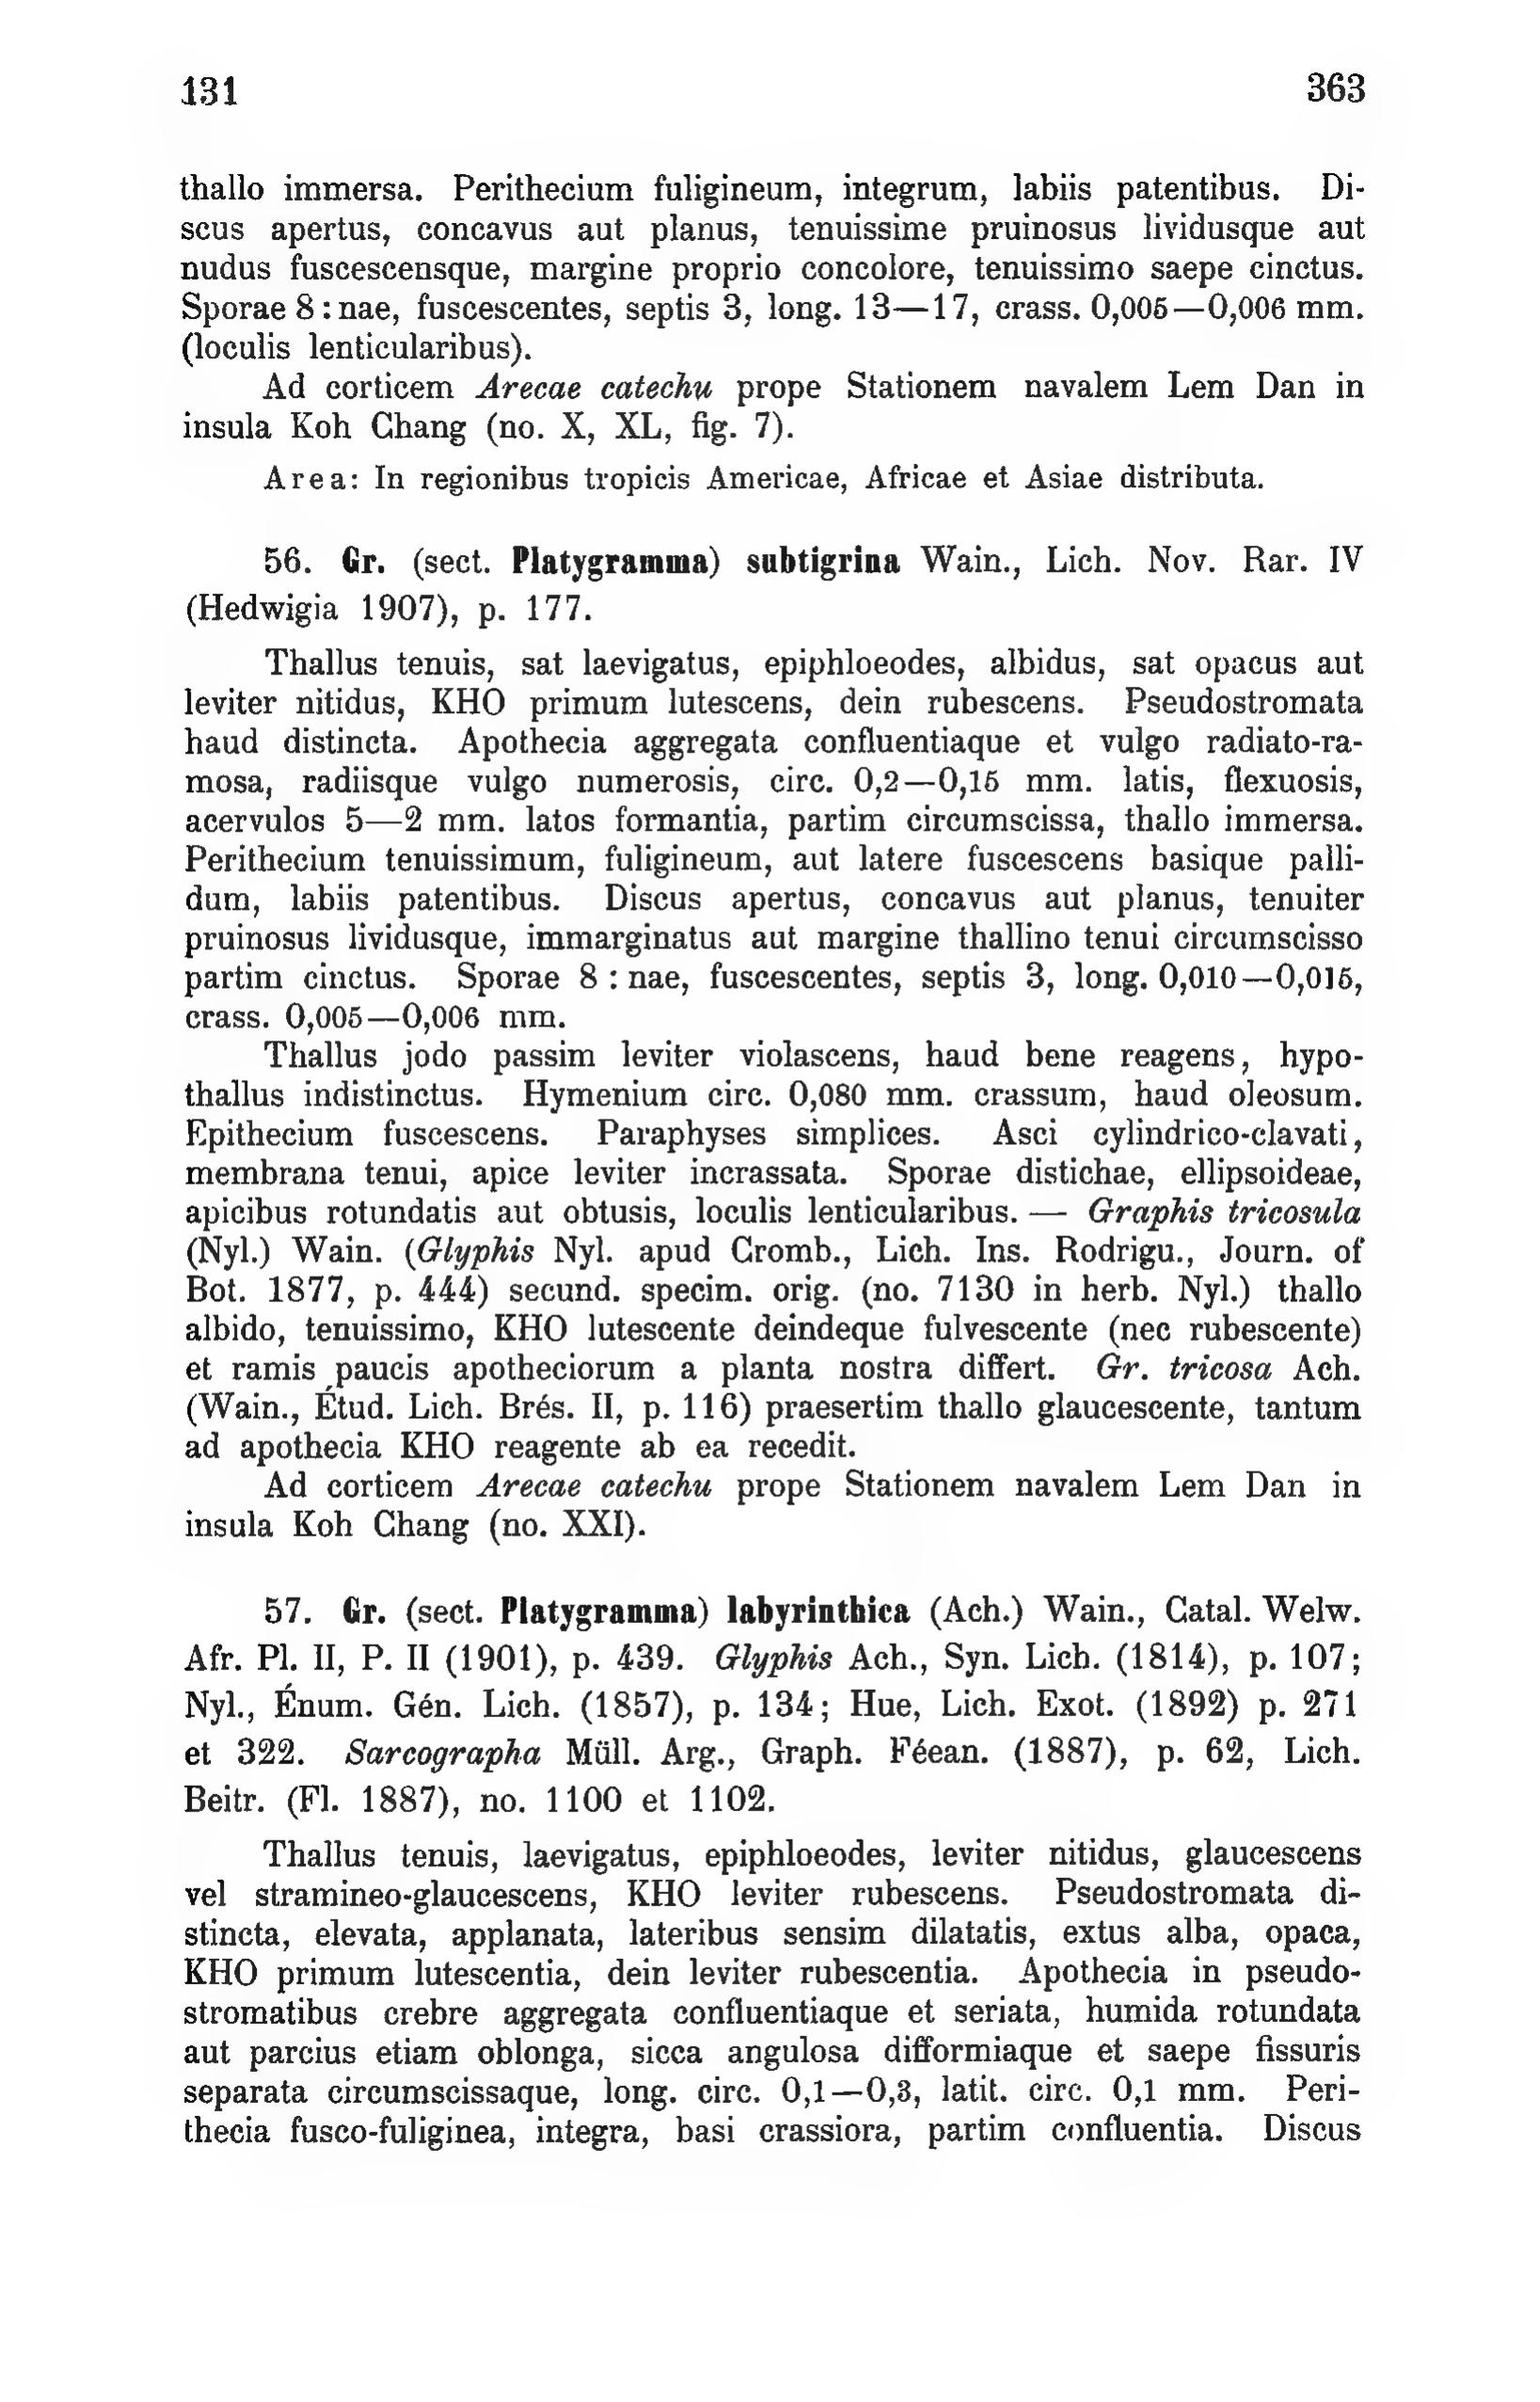 131 363
thallo immersa. Perithecium fuligineum, integrum, labiis patentibus. Di-
scus apertus, concavus aut planus, tenuissime pruinosus lividusque aut
nudus fuscescensque, margine proprio concolore, tenuissimo saepe cinctus.
Sporae 8 : nae, fuscescentes, septis 3, long. 13—17, crass. 0,005—0,006 mm.
(loculis lenticularibus).
Ad corticem Arecae catechu prope Stationem navalem Lem Dan in
insula Koh Chang (no. X, XL, fig. 7).
Area: In regionibus tropicis Americae, Africae et Asiae distributa.
56. Gr. (sect. Platygramma) subtigrina Wain., Lich. Nov. Rar. IV
(Hedwigia 1907), p. 177.
Thallus tenuis, sat laevigatus, epiphloeodes, albidus, sat opacus aut
leviter nitidus, KHO primum lutescens, dein rubescens. Pseudostromata
haud distincta. Apothecia aggregata confluentiaque et vulgo radiato-ra-
mosa, radiisque vulgo numerosis, circ. 0,2—0,15 mm. latis, flexuosis,
acervulos 5—2 mm. latos formantia, partim circumscissa, thallo immersa.
Perithecium tenuissimum, fuligineum, aut latere fuscescens basique palli-
dum, labiis patentibus. Discus apertus, concavus aut planus, tenuiter
pruinosus lividusque, immarginatus aut margine thallino tenui circumscisso
partim cinctus. Sporae 8 : nae, fuscescentes, septis 3, long. 0,010—0,015,
crass. 0,005—0,006 mm.
Thallus jodo passim leviter violascens, haud bene reagens, hypo-
thallus indistinctus. Hymenium circ. 0,080 mm. crassum, haud oleosum.
Epithecium fuscescens. Paraphyses simplices. Asci cylindrico-clavati,
membrana tenui, apice leviter incrassata. Sporae distichae, ellipsoideae,
apicibus rotundatis aut obtusis, loculis lenticularibus. — Graphis tricosula
(Nyl.) Wain. (Glyphis Nyl. apud Cromb., Lich. Ins. Rodrigu., Journ. of
Bot. 1877, p. 444) secund. specim. orig. (no. 7130 in herb. Nyl.) thallo
albido, tenuissimo, KHO lutescente deindeque fulvescente (nec rubescente)
et ramis paucis apotheciorum a planta nostra differt. Gr. tricosa Ach.
(Wain., Étud. Lich. Brés. II, p. 116) praesertim thallo glaucescente, tantum
ad apothecia KHO reagente ab ea recedit.
Ad corticem Arecae catechu prope Stationem navalem Lem Dan in
insula Koh Chang (no. XXI).
57. Gr. (sect. Platygramma) labyrinthica (Ach.) Wain., Catal. Welw.
Afr. Pl. II, P. II (1901), p. 439. Glyphis Ach., Syn. Lich. (1814), p. 107;
Nyl., Énum. Gén. Lich. (1857), p. 134; Hue, Lich. Exot. (1892) p. 271
et 322. Sarcographa Müll. Arg., Graph. Féean. (1887), p. 62, Lich.
Beitr. (Fl. 1887), no. 1100 et 1102.
Thallus tenuis, laevigatus, epiphloeodes, leviter nitidus, glaucescens
vel stramineo-glaucescens, KHO leviter rubescens. Pseudostromata di-
stincta, elevata, applanata, lateribus sensim dilatatis, extus alba, opaca,
KHO primum lutescentia, dein leviter rubescentia. Apothecia in pseudo-
stromatibus crebre aggregata confluentiaque et seriata, humida rotundata
aut parcius etiam oblonga, sicca angulosa difformiaque et saepe fissuris
separata circumscissaque, long. circ. 0,1—0,3, latit. circ. 0,1 mm. Peri-
thecia fusco-fuliginea, integra, basi crassiora, partim confluentia. Discus